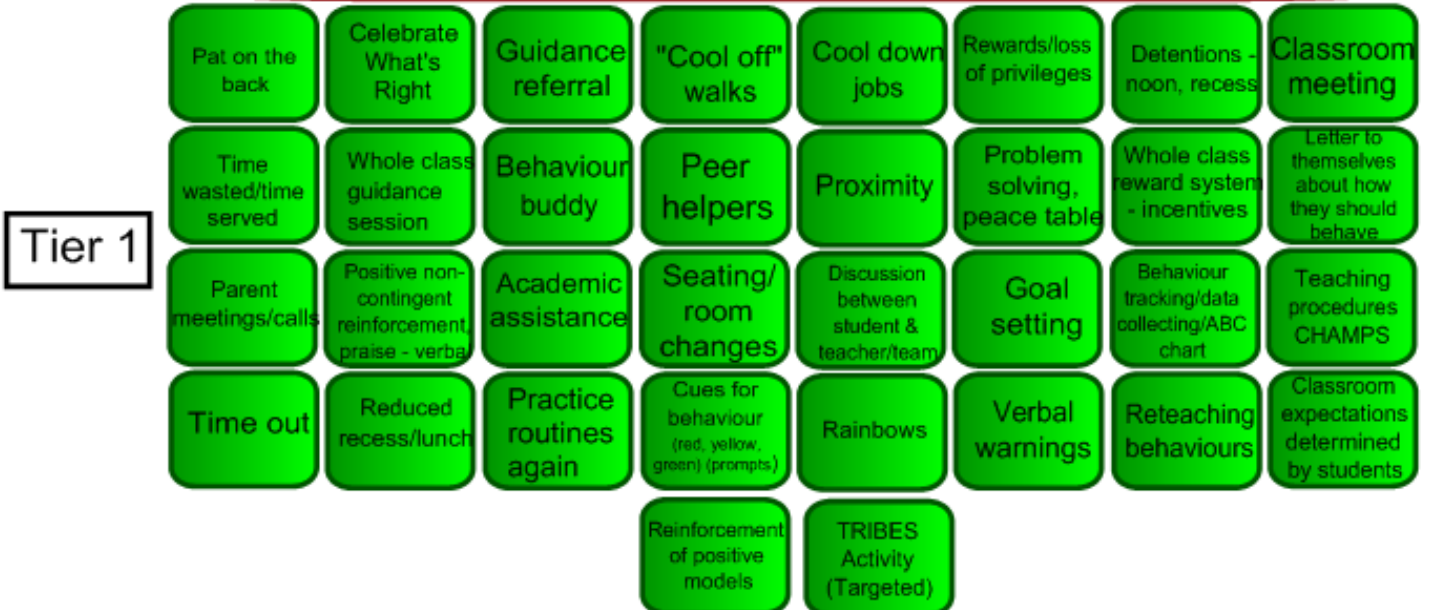 Pat on the
back
Celebrate
What's
Right
Guidance
referral
"Cool off"
walks
Cool down
jobs
Rewards/loss
of privileges
Detentions -
noon, recess
Classroom
meeting
Time
wasted/time
served
Whole class
guidance
session
Behaviour
buddy
Peer
helpers
Proximity
Problem
solving,
peace table
Whole class
reward system
- incentives
Letter to
themselves
about how
they should
behave
Tier 1
Parent
meetings/calls
Positive non-
contingent
reinforcement,
praise - verbal
Academic
assistance
Seating/
room
changes
Discussion
between
student &
teacher/team
Goal
setting
Behaviour
tracking/data
collecting/ABC
chart
Teaching
procedures
CHAMPS
Time out
Reduced
recess/lunch
Practice
routines
again
Cues for
behaviour
(red, yellow,
green) (prompts)
Rainbows
Verbal
warnings
Reteaching
behaviours
Classroom
expectations
determined
by students
Reinforcement
of positive
models
TRIBES
Activity
(Targeted)